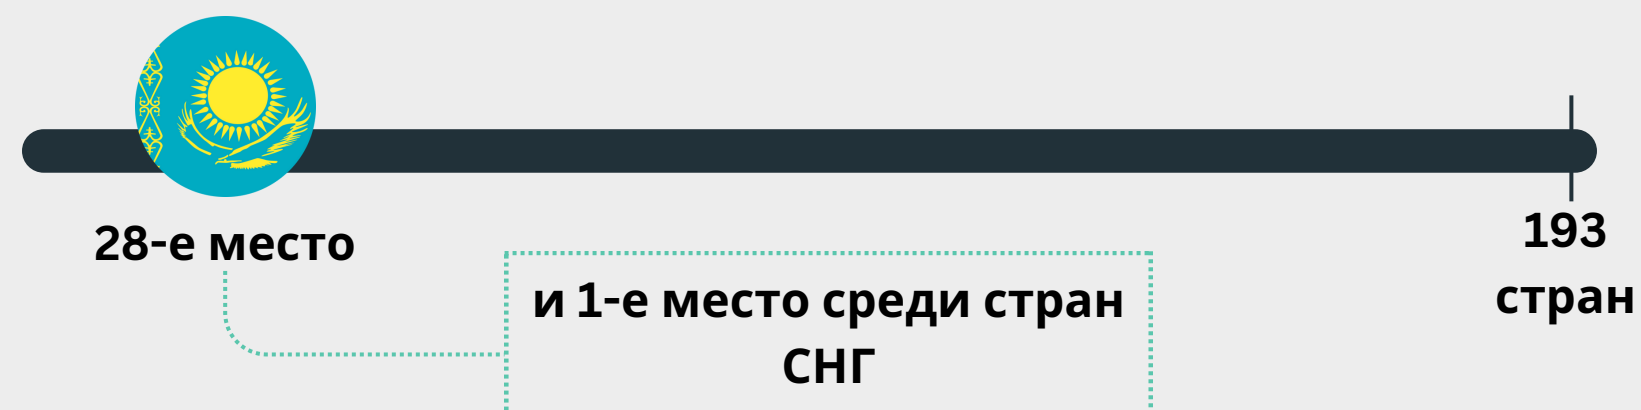 28-е место
193
стран
и 1-е место среди стран
СНГ